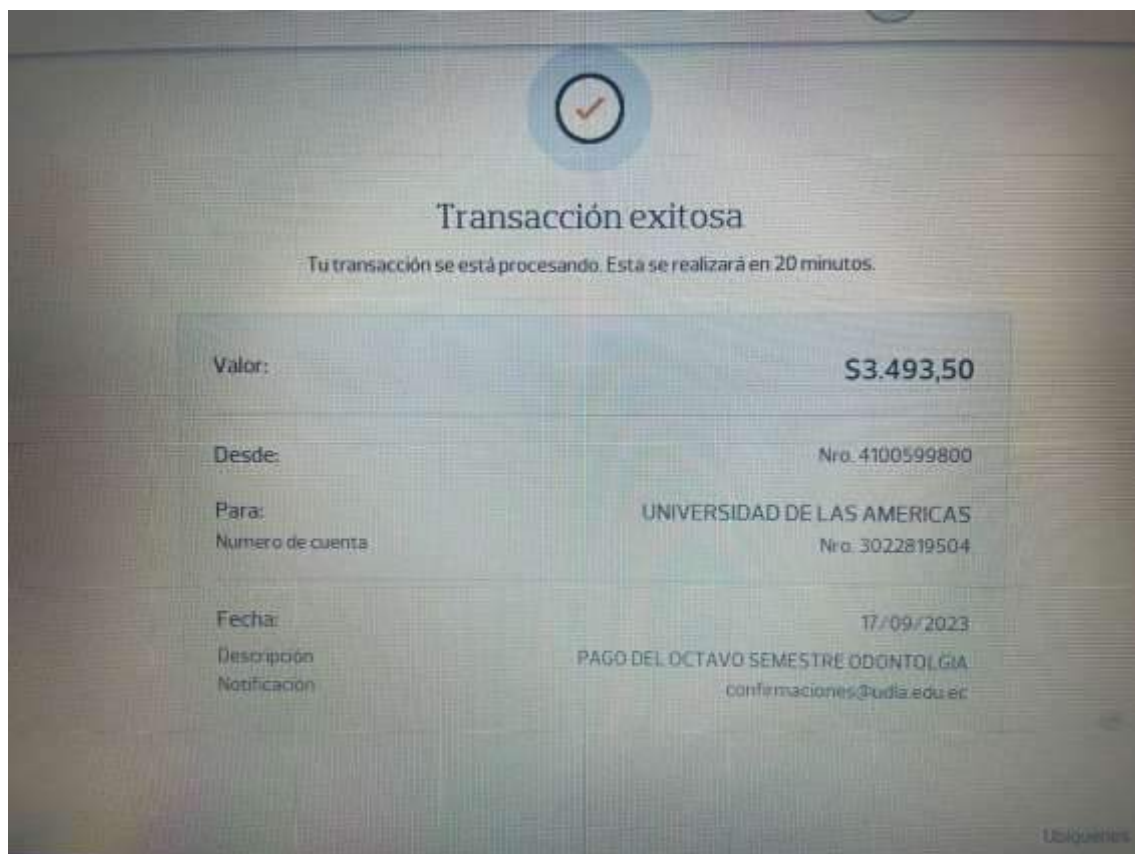 Transacción exitosa
Tu transacción se está procesando. Esta se realizará en 20 minutos.
Valor: $3.493,50
Desde: Nro. 4100599800
Para: UNIVERSIDAD DE LAS AMERICAS
Numero de cuenta Nro. 3022819504
Fecha: 17/09/2023
Descripción PAGO DEL OCTAVO SEMESTRE ODONTOLGIA
Notificación confirmaciones@udla.edu.ec
Ubíquenos